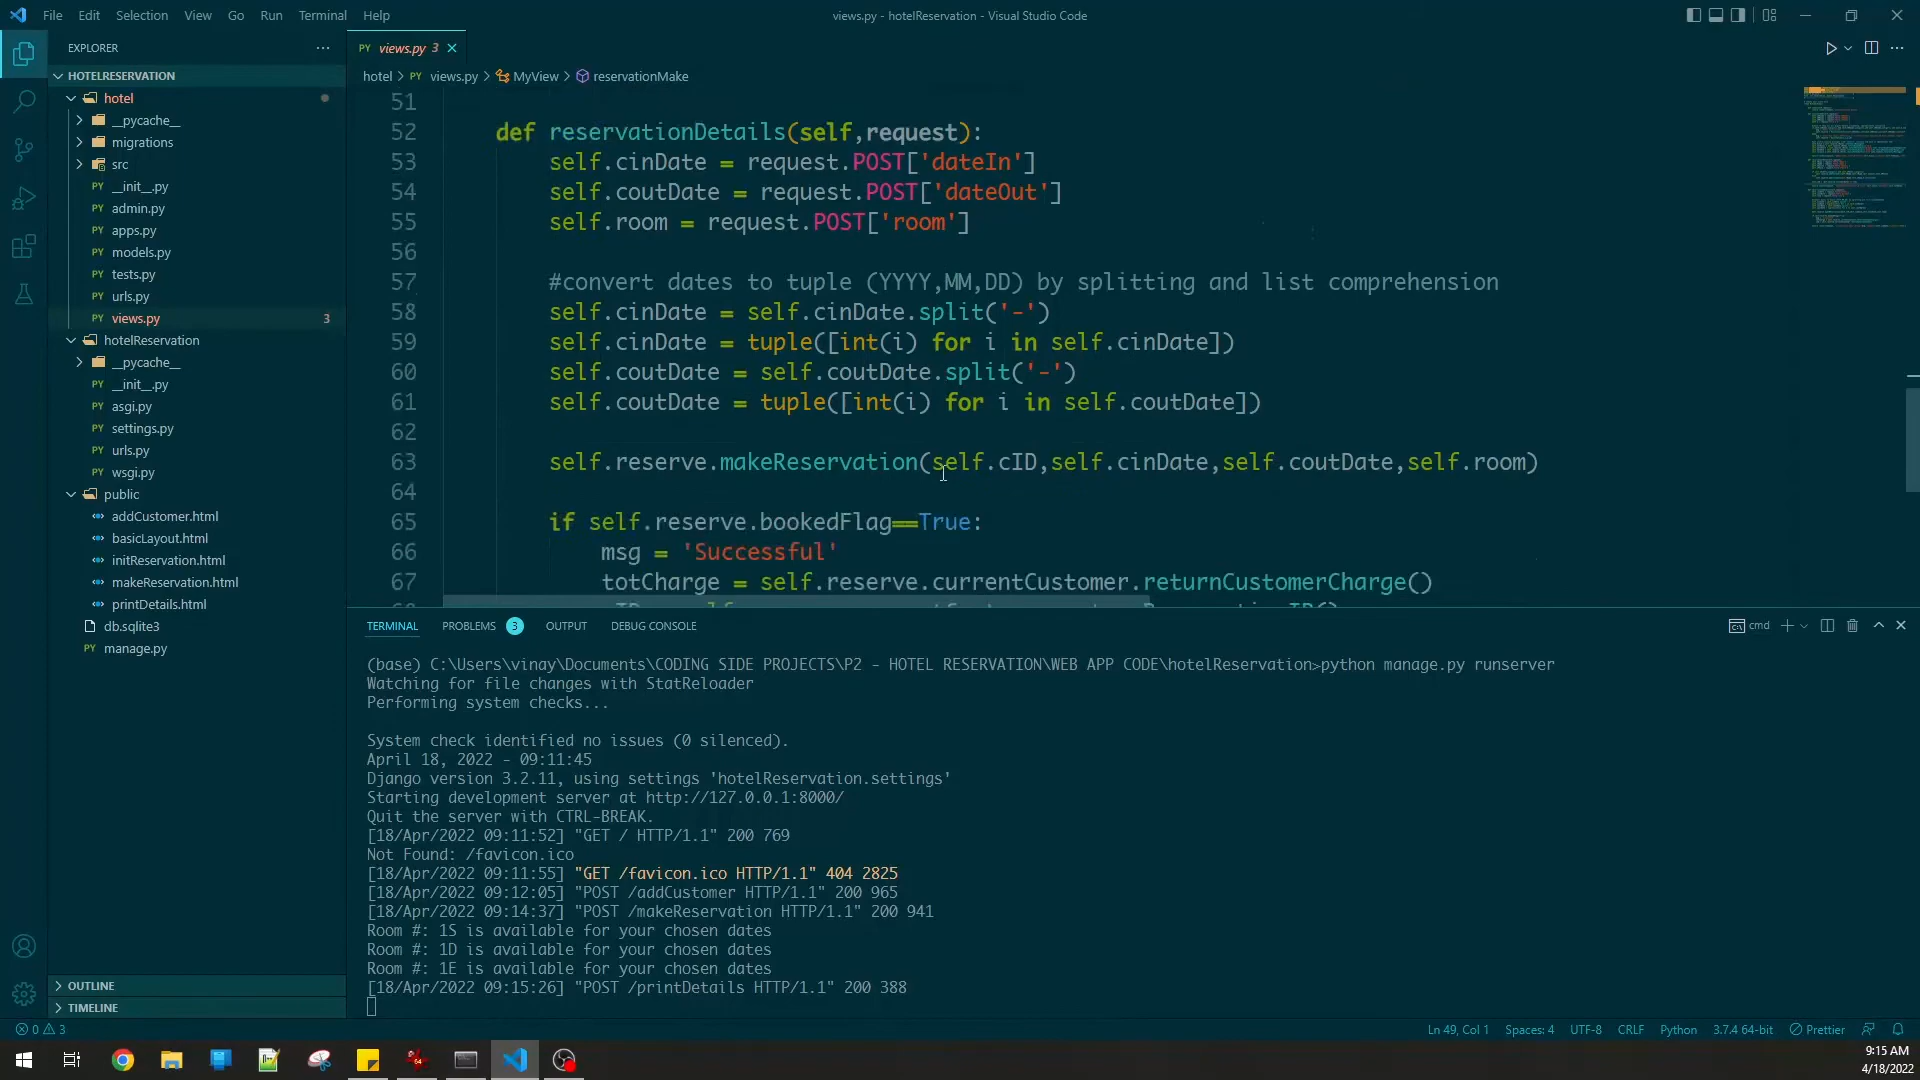 File Edit Selection View Go Run Terminal Help
views.py - hotelReservation - Visual Studio Code
EXPLORER
HOTELRESERVATION
hotel
__pycache__
migrations
src
PY __init__.py
PY admin.py
PY apps.py
PY models.py
PY tests.py
PY urls.py
PY views.py 3
hotelReservation
__pycache__
PY __init__.py
PY asgi.py
PY settings.py
PY urls.py
PY wsgi.py
public
addCustomer.html
basicLayout.html
initReservation.html
makeReservation.html
printDetails.html
db.sqlite3
PY manage.py
OUTLINE
TIMELINE
PY views.py 3
hotel > PY views.py > MyView > reservationMake
51
52 def reservationDetails(self,request):
53 self.cinDate = request.POST['dateIn']
54 self.coutDate = request.POST['dateOut']
55 self.room = request.POST['room']
56
57 #convert dates to tuple (YYYY,MM,DD) by splitting and list comprehension
58 self.cinDate = self.cinDate.split('-')
59 self.cinDate = tuple([int(i) for i in self.cinDate])
60 self.coutDate = self.coutDate.split('-')
61 self.coutDate = tuple([int(i) for i in self.coutDate])
62
63 self.reserve.makeReservation(self.cID,self.cinDate,self.coutDate,self.room)
64
65 if self.reserve.bookedFlag==True:
66 msg = 'Successful'
67 totCharge = self.reserve.currentCustomer.returnCustomerCharge()
TERMINAL PROBLEMS 3 OUTPUT DEBUG CONSOLE
cmd
(base) C:\Users\vinay\Documents\CODING SIDE PROJECTS\P2 - HOTEL RESERVATION\WEB APP CODE\hotelReservation>python manage.py runserver
Watching for file changes with StatReloader
Performing system checks...
System check identified no issues (0 silenced).
April 18, 2022 - 09:11:45
Django version 3.2.11, using settings 'hotelReservation.settings'
Starting development server at http://127.0.0.1:8000/
Quit the server with CTRL-BREAK.
[18/Apr/2022 09:11:52] "GET / HTTP/1.1" 200 769
Not Found: /favicon.ico
[18/Apr/2022 09:11:55] "GET /favicon.ico HTTP/1.1" 404 2825
[18/Apr/2022 09:12:05] "POST /addCustomer HTTP/1.1" 200 965
[18/Apr/2022 09:14:37] "POST /makeReservation HTTP/1.1" 200 941
Room #: 1S is available for your chosen dates
Room #: 1D is available for your chosen dates
Room #: 1E is available for your chosen dates
[18/Apr/2022 09:15:26] "POST /printDetails HTTP/1.1" 200 388
0 3
Ln 49, Col 1 Spaces: 4 UTF-8 CRLF Python 3.7.4 64-bit Prettier
9:15 AM
4/18/2022